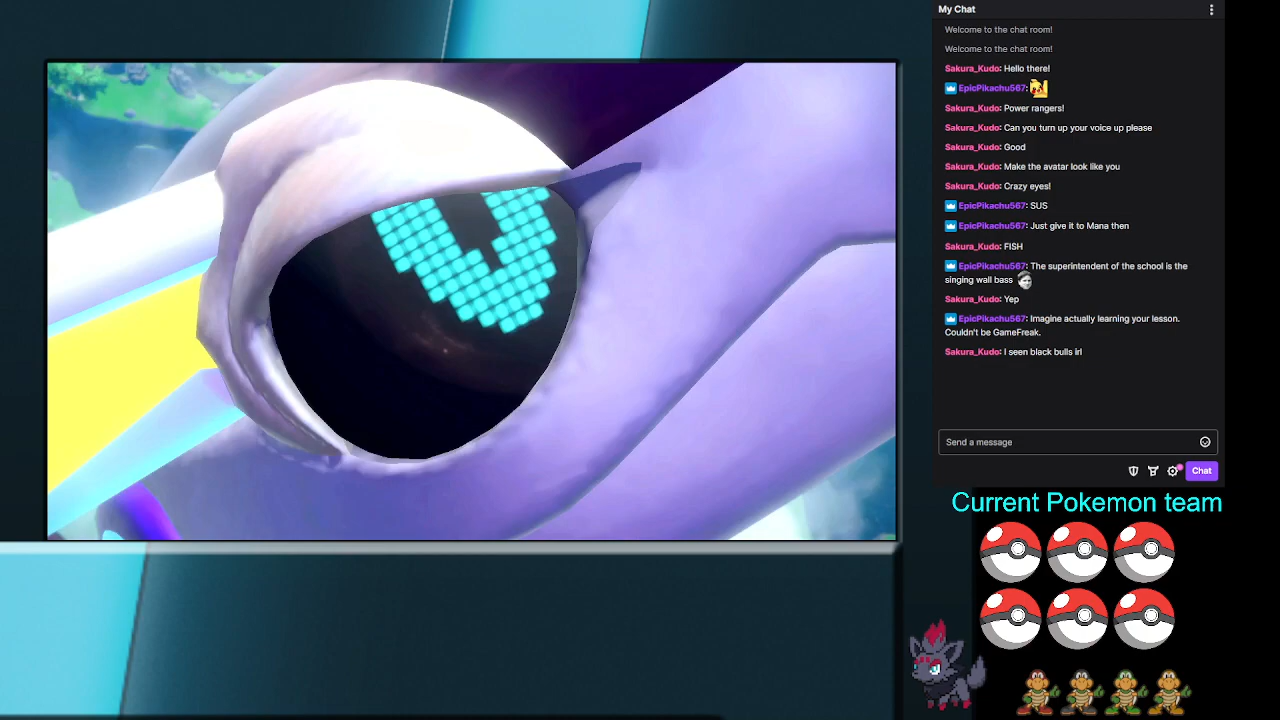 My Chat
Welcome to the chat room!
Welcome to the chat room!
Sakura_Kudo: Hello there!
EpicPikachu567:
Sakura_Kudo: Power rangers!
Sakura_Kudo: Can you turn up your voice up please
Sakura_Kudo: Good
Sakura_Kudo: Make the avatar look like you
Sakura_Kudo: Crazy eyes!
EpicPikachu567: SUS
EpicPikachu567: Just give it to Mana then
Sakura_Kudo: FISH
EpicPikachu567: The superintendent of the school is the
singing wall bass
Sakura_Kudo: Yep
EpicPikachu567: Imagine actually learning your lesson.
Couldn't be GameFreak.
Sakura_Kudo: I seen black bulls irl
Send a message
Chat
Current Pokemon team